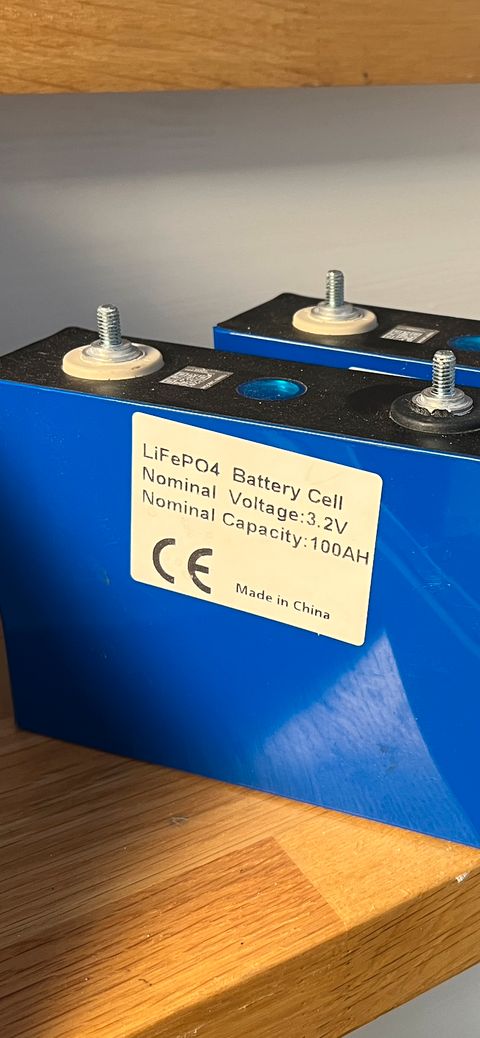 LiFePO4 Battery Cell
Nominal Voltage:3.2V
Nominal Capacity:100AH
CE
Made in China